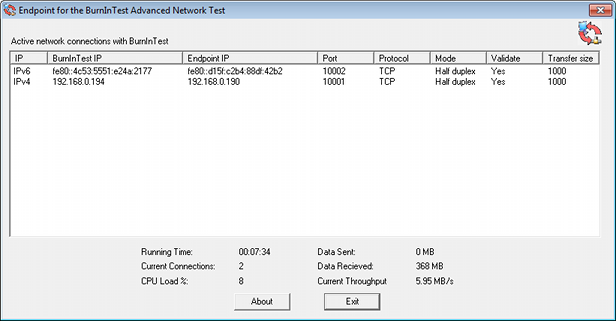 Endpoint for the BurnInTest Advanced Network Test
Active network connections with BurnInTest
IP BurnInTest IP Endpoint IP Port Protocol Mode Validate Transfer size
IPv6 fe80::4c53:5551:e24a:2177 fe80::d15f:c2b4:88df:42b2 10002 TCP Half duplex Yes 1000
IPv4 192.168.0.194 192.168.0.190 10001 TCP Half duplex Yes 1000
Running Time: 00:07:34 Data Sent: 0 MB
Current Connections: 2 Data Recieved: 368 MB
CPU Load %: 8 Current Throughput 5.95 MB/s
About Exit